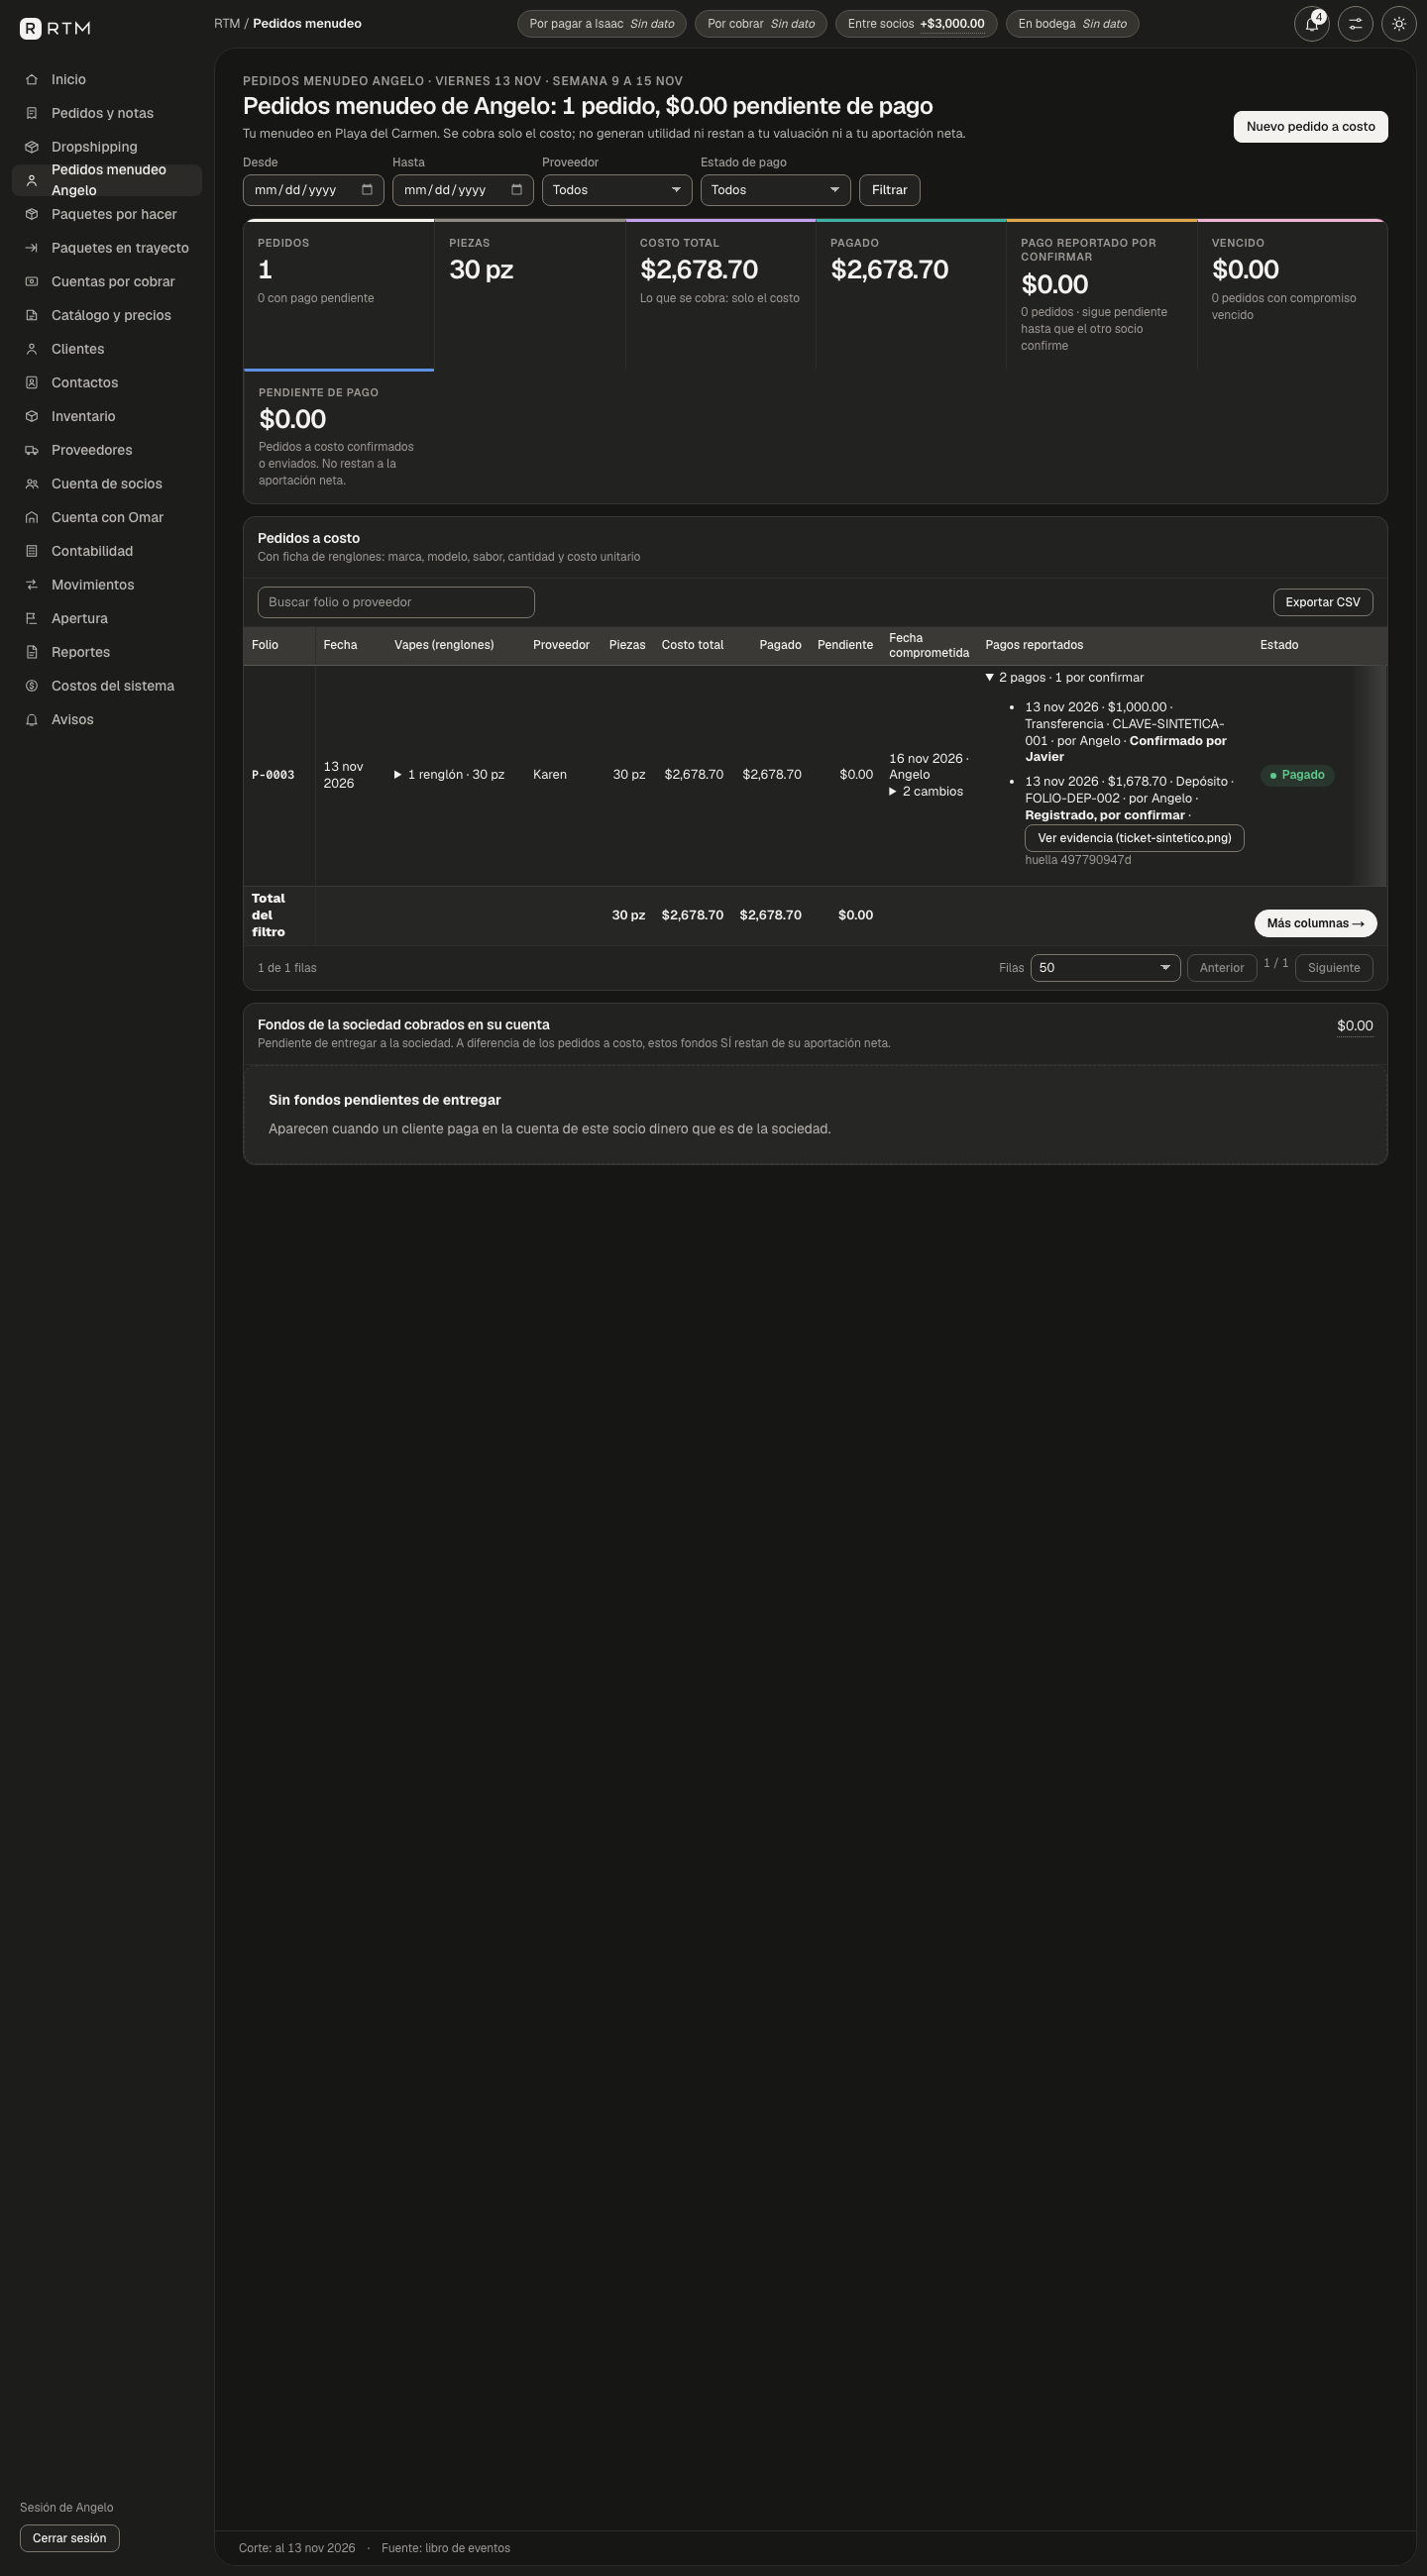 R RTM
RTM / Pedidos menudeo
Por pagar a Isaac Sin dato
Por cobrar Sin dato
Entre socios +$3,000.00
En bodega Sin dato
4
Inicio
Pedidos y notas
Dropshipping
Pedidos menudeo
Angelo
Paquetes por hacer
Paquetes en trayecto
Cuentas por cobrar
Catálogo y precios
Clientes
Contactos
Inventario
Proveedores
Cuenta de socios
Cuenta con Omar
Contabilidad
Movimientos
Apertura
Reportes
Costos del sistema
Avisos
Sesión de Angelo
Cerrar sesión
PEDIDOS MENUDEO ANGELO · VIERNES 13 NOV · SEMANA 9 A 15 NOV
Pedidos menudeo de Angelo: 1 pedido, $0.00 pendiente de pago
Tu menudeo en Playa del Carmen. Se cobra solo el costo; no generan utilidad ni restan a tu valuación ni a tu aportación neta.
Nuevo pedido a costo
Desde
Hasta
Proveedor
Estado de pago
mm/dd/yyyy
mm/dd/yyyy
Todos
Todos
Filtrar
PEDIDOS
1
0 con pago pendiente
PIEZAS
30 pz
COSTO TOTAL
$2,678.70
Lo que se cobra: solo el costo
PAGADO
$2,678.70
PAGO REPORTADO POR
CONFIRMAR
$0.00
0 pedidos · sigue pendiente
hasta que el otro socio
confirme
VENCIDO
$0.00
0 pedidos con compromiso
vencido
PENDIENTE DE PAGO
$0.00
Pedidos a costo confirmados
o enviados. No restan a la
aportación neta.
Pedidos a costo
Con ficha de renglones: marca, modelo, sabor, cantidad y costo unitario
Buscar folio o proveedor
Exportar CSV
Folio
Fecha
Vapes (renglones)
Proveedor
Piezas
Costo total
Pagado
Pendiente
Fecha
comprometida
Pagos reportados
Estado
P-0003
13 nov
2026
▶ 1 renglón · 30 pz
Karen
30 pz
$2,678.70
$2,678.70
$0.00
16 nov 2026 ·
Angelo
▶ 2 cambios
▼ 2 pagos · 1 por confirmar
• 13 nov 2026 · $1,000.00 ·
Transferencia · CLAVE-SINTETICA-
001 · por Angelo · Confirmado por
Javier
• 13 nov 2026 · $1,678.70 · Depósito ·
FOLIO-DEP-002 · por Angelo ·
Registrado, por confirmar ·
Ver evidencia (ticket-sintetico.png)
huella 497790947d
Pagado
Total
del
filtro
30 pz
$2,678.70
$2,678.70
$0.00
Más columnas →
1 de 1 filas
Filas
50
Anterior
1 / 1
Siguiente
Fondos de la sociedad cobrados en su cuenta
Pendiente de entregar a la sociedad. A diferencia de los pedidos a costo, estos fondos SÍ restan de su aportación neta.
$0.00
Sin fondos pendientes de entregar
Aparecen cuando un cliente paga en la cuenta de este socio dinero que es de la sociedad.
Corte: al 13 nov 2026 · Fuente: libro de eventos